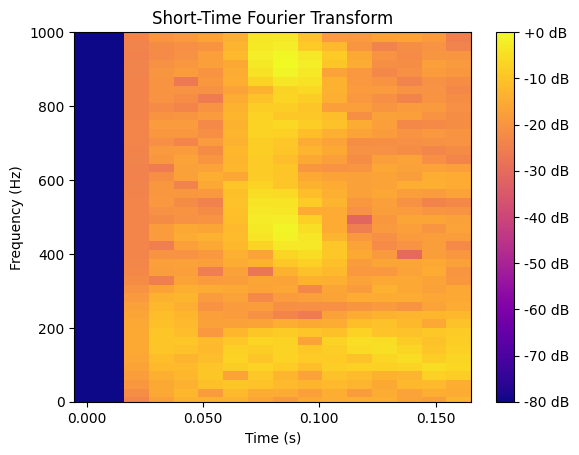 Short-Time Fourier Transform
Frequency (Hz)
1000
800
600
400
200
0
0.000
0.050
0.100
0.150
Time (s)
+0 dB
-10 dB
-20 dB
-30 dB
-40 dB
-50 dB
-60 dB
-70 dB
-80 dB